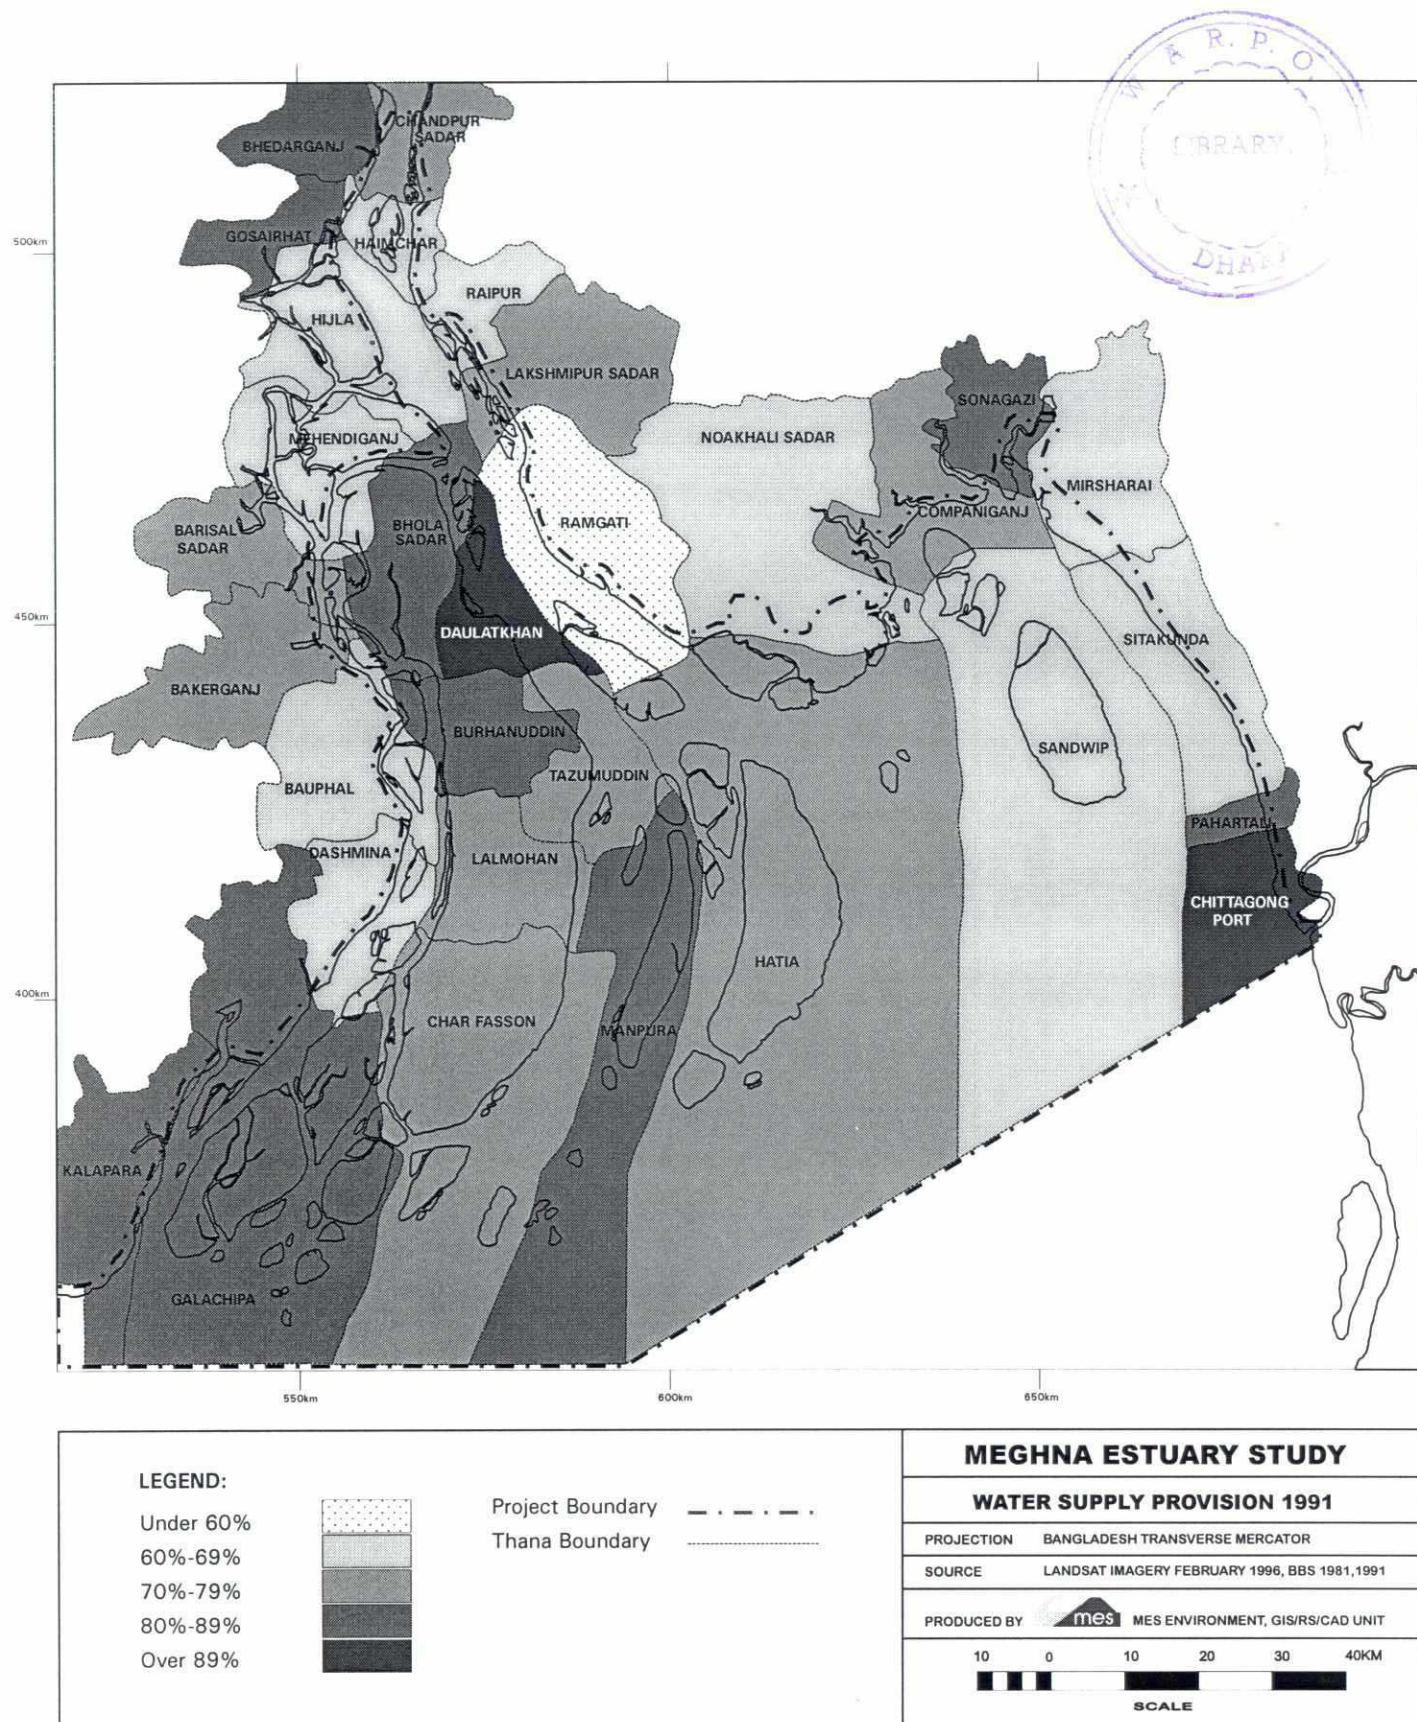 W A R. P. O.
LIBRARY.
DHAKA
500km
450km
400km
CHANDPUR
SADAR
BHEDARGANJ
GOSAIRHAT
HAIMCHAR
RAIPUR
HIJLA
LAKSHMIPUR SADAR
SONAGAZI
MEHENDIGANJ
NOAKHALI SADAR
MIRSHARAI
BARISAL
SADAR
BHOLA
SADAR
RAMGATI
COMPANIGANJ
DAULATKHAN
SITAKUNDA
BAKERGANJ
BURHANUDDIN
SANDWIP
TAZUMUDDIN
BAUPHAL
PAHARTALI
DASHMINA
LALMOHAN
CHITTAGONG
PORT
HATIA
CHAR FASSON
MANPURA
KALAPARA
GALACHIPA
550km
600km
650km
LEGEND:
Under 60%
60%-69%
70%-79%
80%-89%
Over 89%
Project Boundary
Thana Boundary
MEGHNA ESTUARY STUDY
WATER SUPPLY PROVISION 1991
PROJECTION BANGLADESH TRANSVERSE MERCATOR
SOURCE LANDSAT IMAGERY FEBRUARY 1996, BBS 1981,1991
PRODUCED BY mes MES ENVIRONMENT, GIS/RS/CAD UNIT
10 0 10 20 30 40KM
SCALE